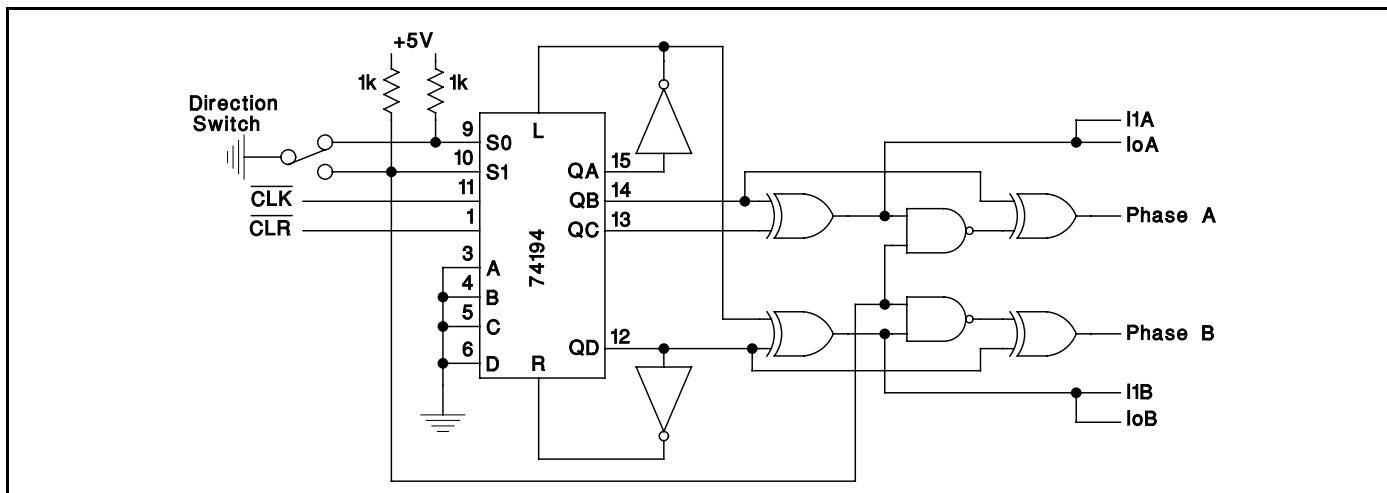 +5V
1k
1k
Direction
Switch
9
S0
10
S1
11
CLK
1
CLR
3
A
4
B
5
C
6
D
L
74194
R
QA
15
QB
14
QC
13
QD
12
I1A
IoA
Phase A
Phase B
I1B
IoB